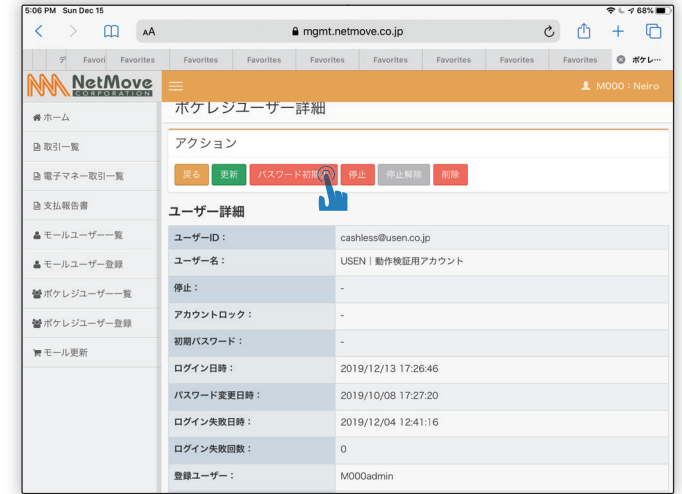 5:06 PM Sun Dec 15
68%
AA mgmt.netmove.co.jp
デ Favori Favorites Favorites Favorites Favorites Favorites Favorites Favorites Favorites ポケレ…
NetMove
CORPORATION
M000 : Neiro
ポケレジユーザー詳細
ホーム
取引一覧
電子マネー取引一覧
支払報告書
モールユーザー一覧
モールユーザー登録
ポケレジユーザー一覧
ポケレジユーザー登録
モール更新
アクション
戻る 更新 パスワード初期 停止 停止解除 削除
ユーザー詳細
ユーザーID: cashless@usen.co.jp
ユーザー名: USEN|動作検証用アカウント
停止: -
アカウントロック: -
初期パスワード: -
ログイン日時: 2019/12/13 17:26:46
パスワード変更日時: 2019/10/08 17:27:20
ログイン失敗日時: 2019/12/04 12:41:16
ログイン失敗回数: 0
登録ユーザー: M000admin